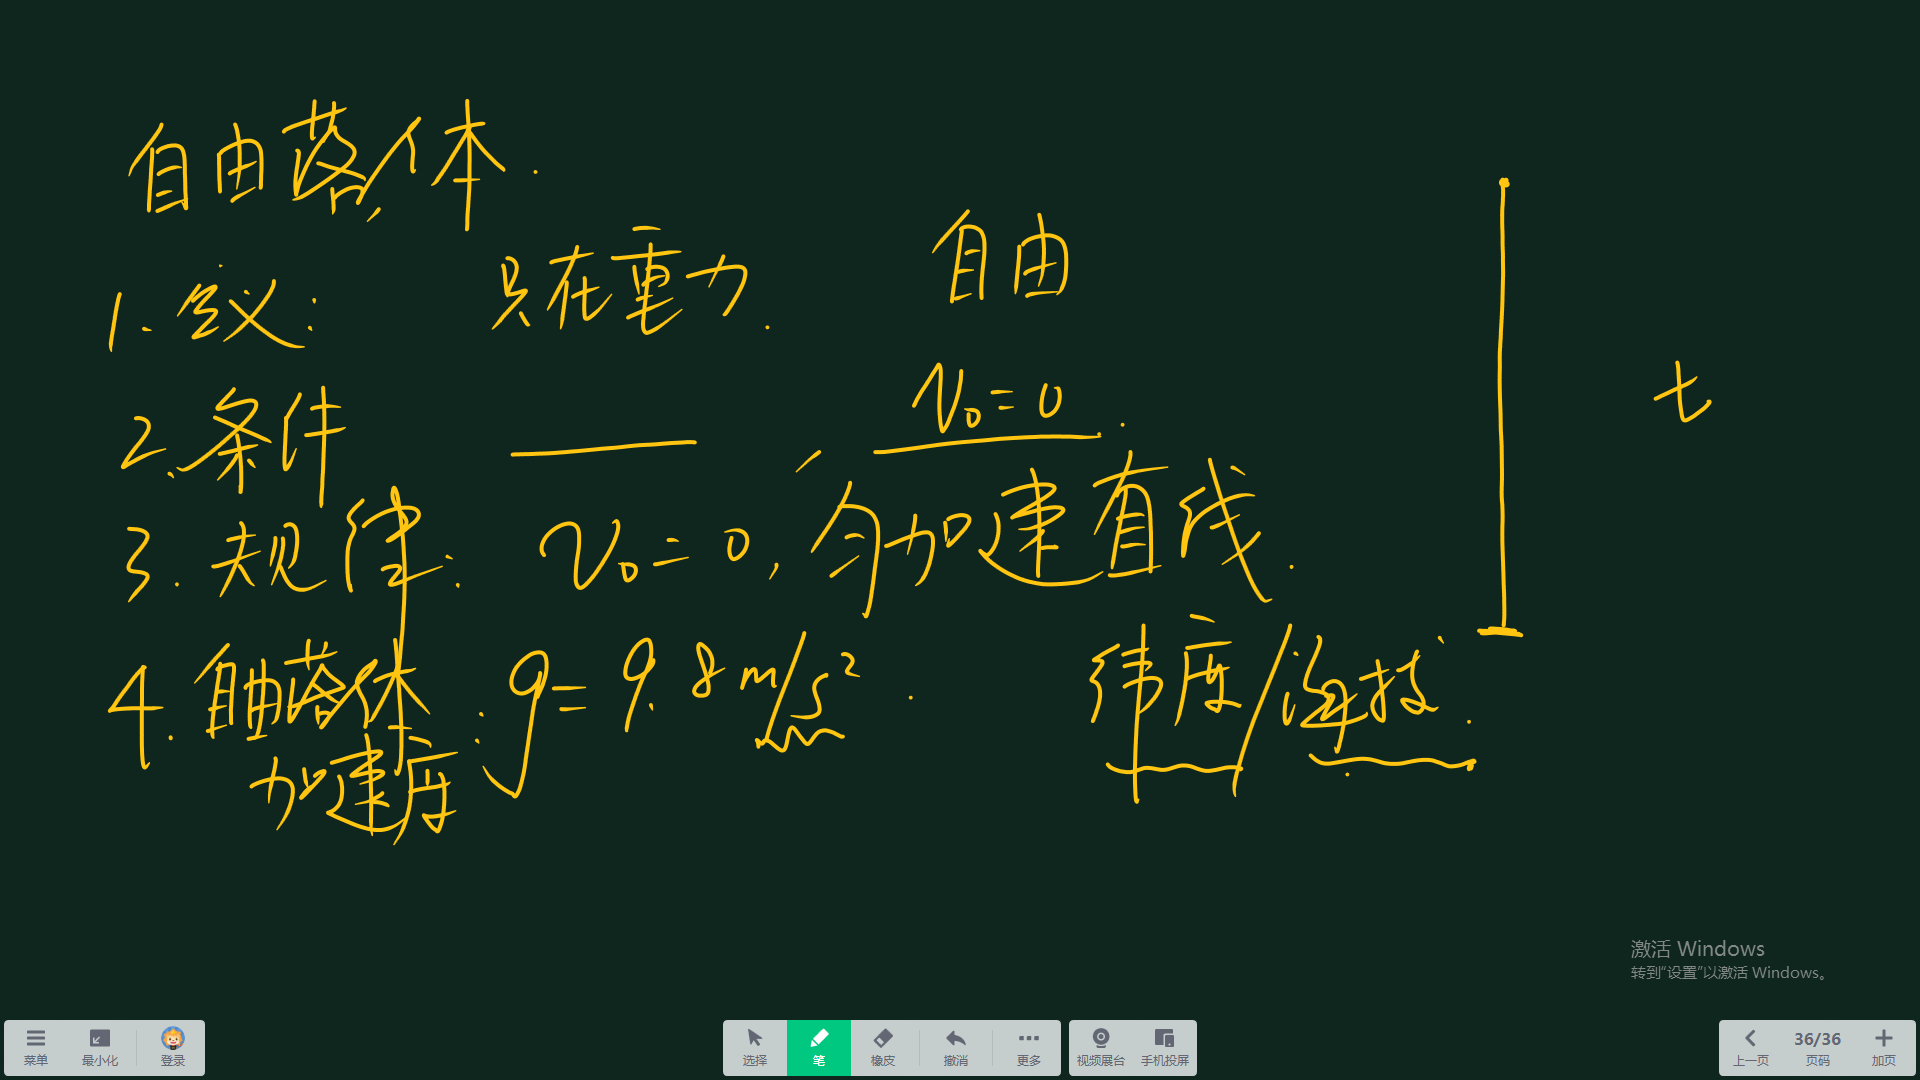 自由落体.
1.定义: 只在重力. 自由
2.条件 v₀=0.
t
3.规律: v₀=0,匀加速直线.
4.自由落体加速度: g=9.8m/s². 纬度/海拔.
激活 Windows
转到“设置”以激活 Windows。
菜单 最小化 登录 选择 笔 橡皮 撤消 更多 视频展台 手机投屏 上一页 36/36 页码 加页